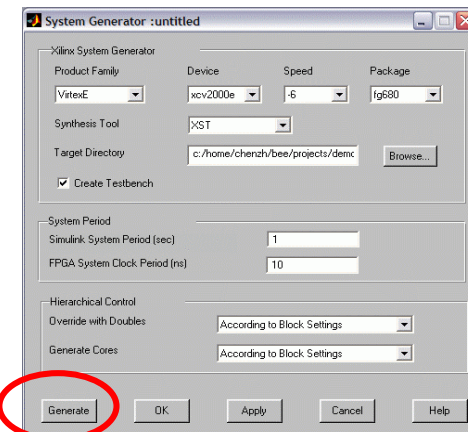 System Generator :untitled
Xilinx System Generator
Product Family Device Speed Package
VirtexE xcv2000e -6 fg680
Synthesis Tool XST
Target Directory c:/home/chenzh/bee/projects/demc Browse...
Create Testbench
System Period
Simulink System Period (sec) 1
FPGA System Clock Period (ns) 10
Hierarchical Control
Override with Doubles According to Block Settings
Generate Cores According to Block Settings
Generate OK Apply Cancel Help